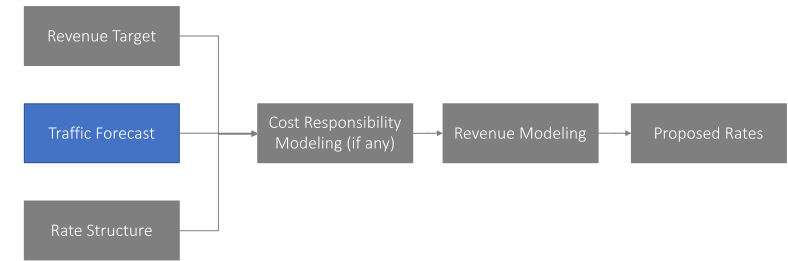 Revenue Target
Traffic Forecast
Cost Responsibility
Modeling (if any)
Revenue Modeling
Proposed Rates
Rate Structure